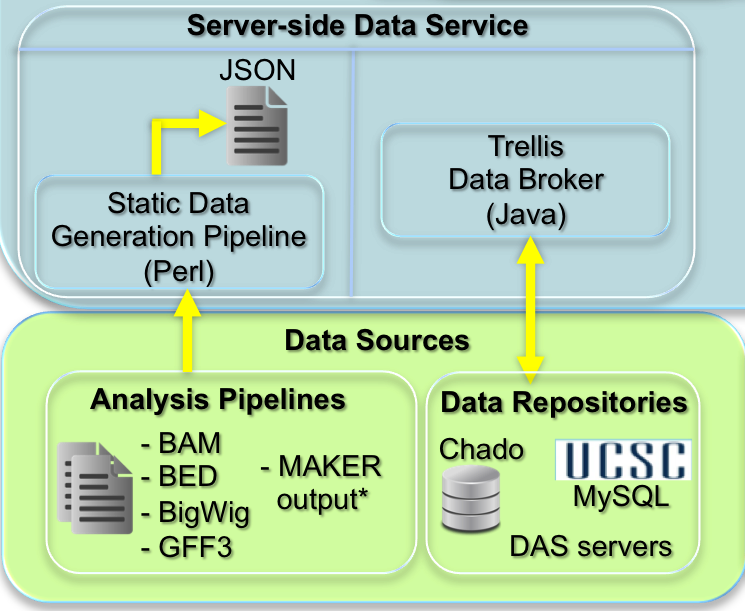 Server-side Data Service
JSON
Static Data
Generation Pipeline
(Perl)
Trellis
Data Broker
(Java)
Data Sources
Analysis Pipelines
- BAM
- BED
- BigWig
- GFF3
- MAKER
output*
Data Repositories
Chado
UCSC
MySQL
DAS servers